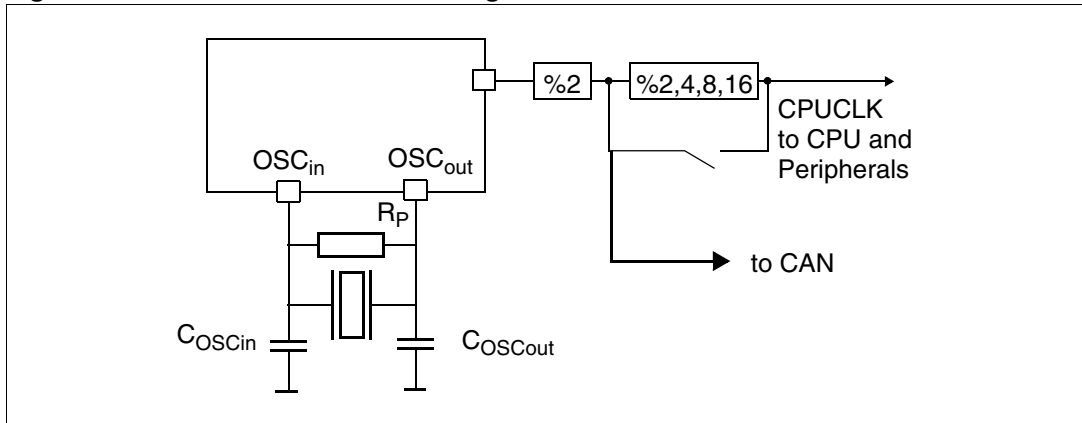 %2
%2,4,8,16
CPUCLK
to CPU and
Peripherals
OSCin
OSCout
RP
to CAN
COSCin
COSCout